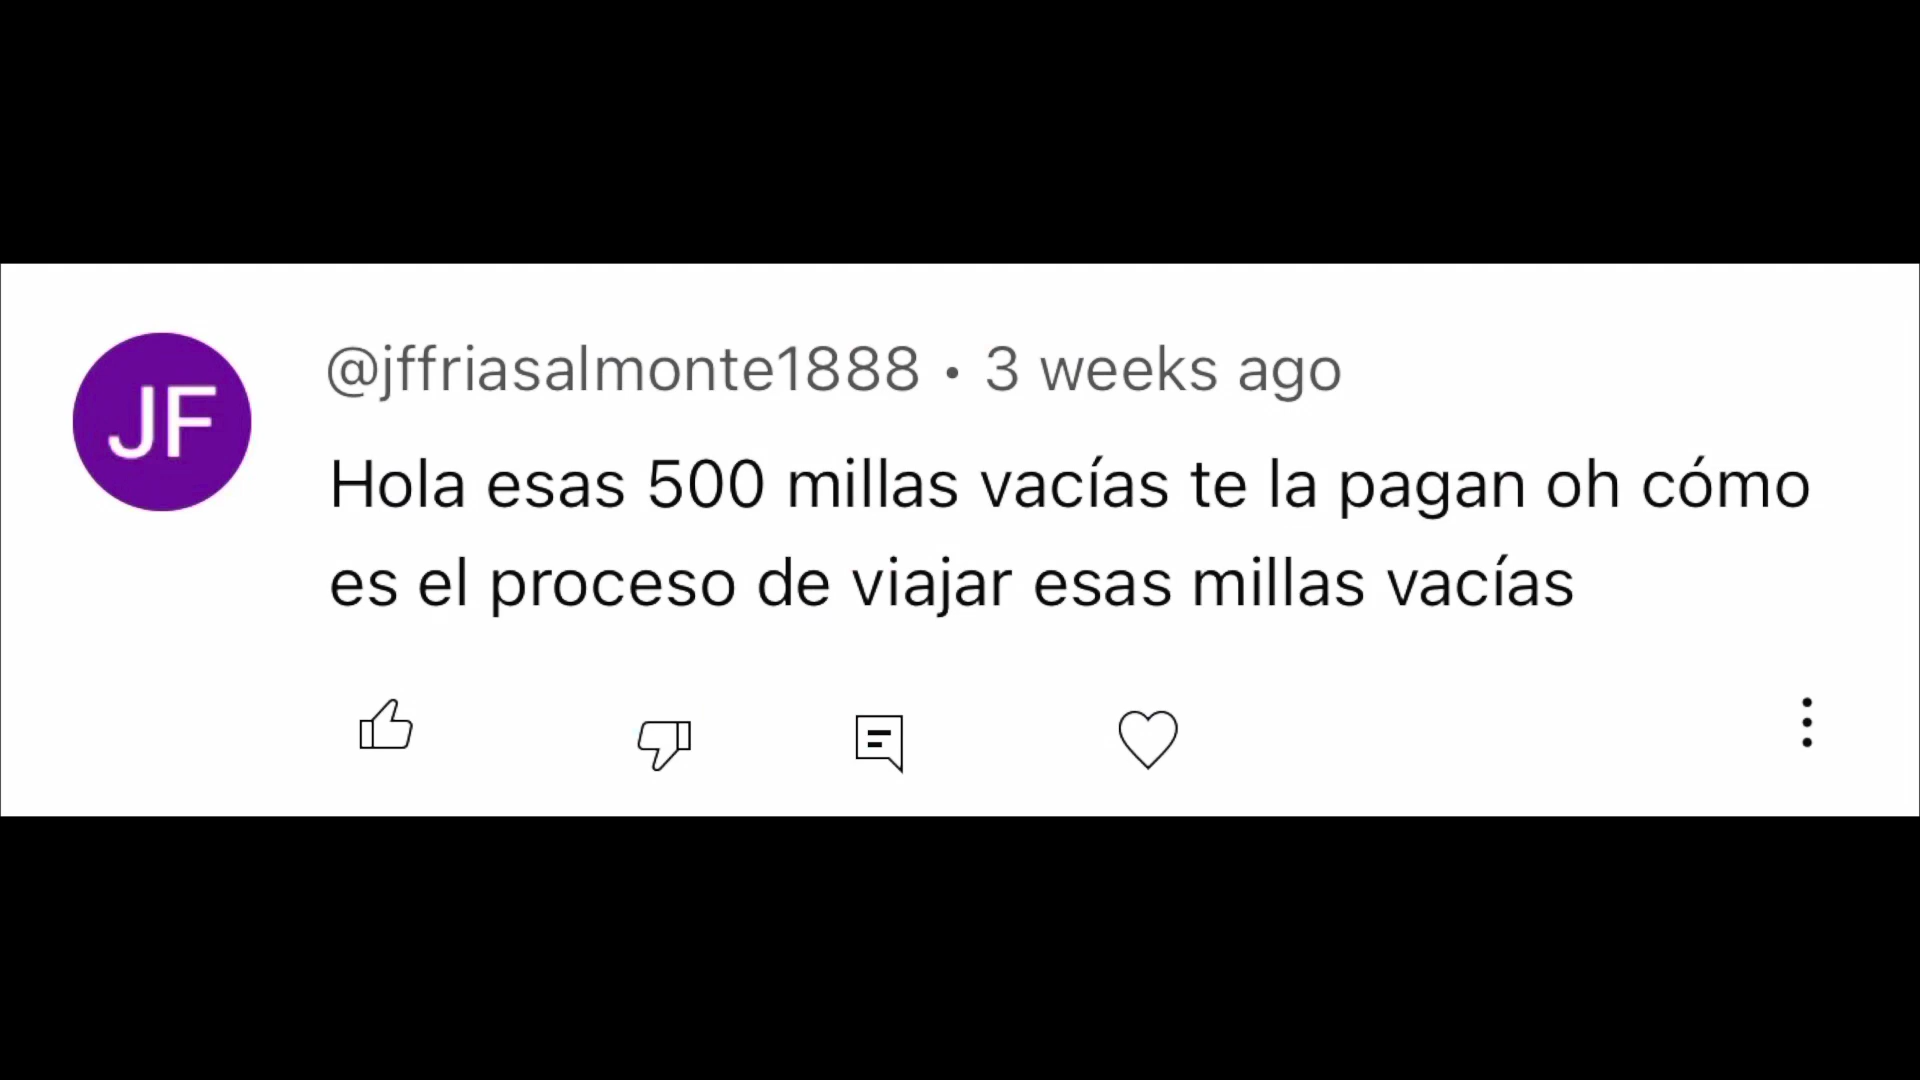 JF
@jffriasalmonte1888 • 3 weeks ago
Hola esas 500 millas vacías te la pagan oh cómo
es el proceso de viajar esas millas vacías